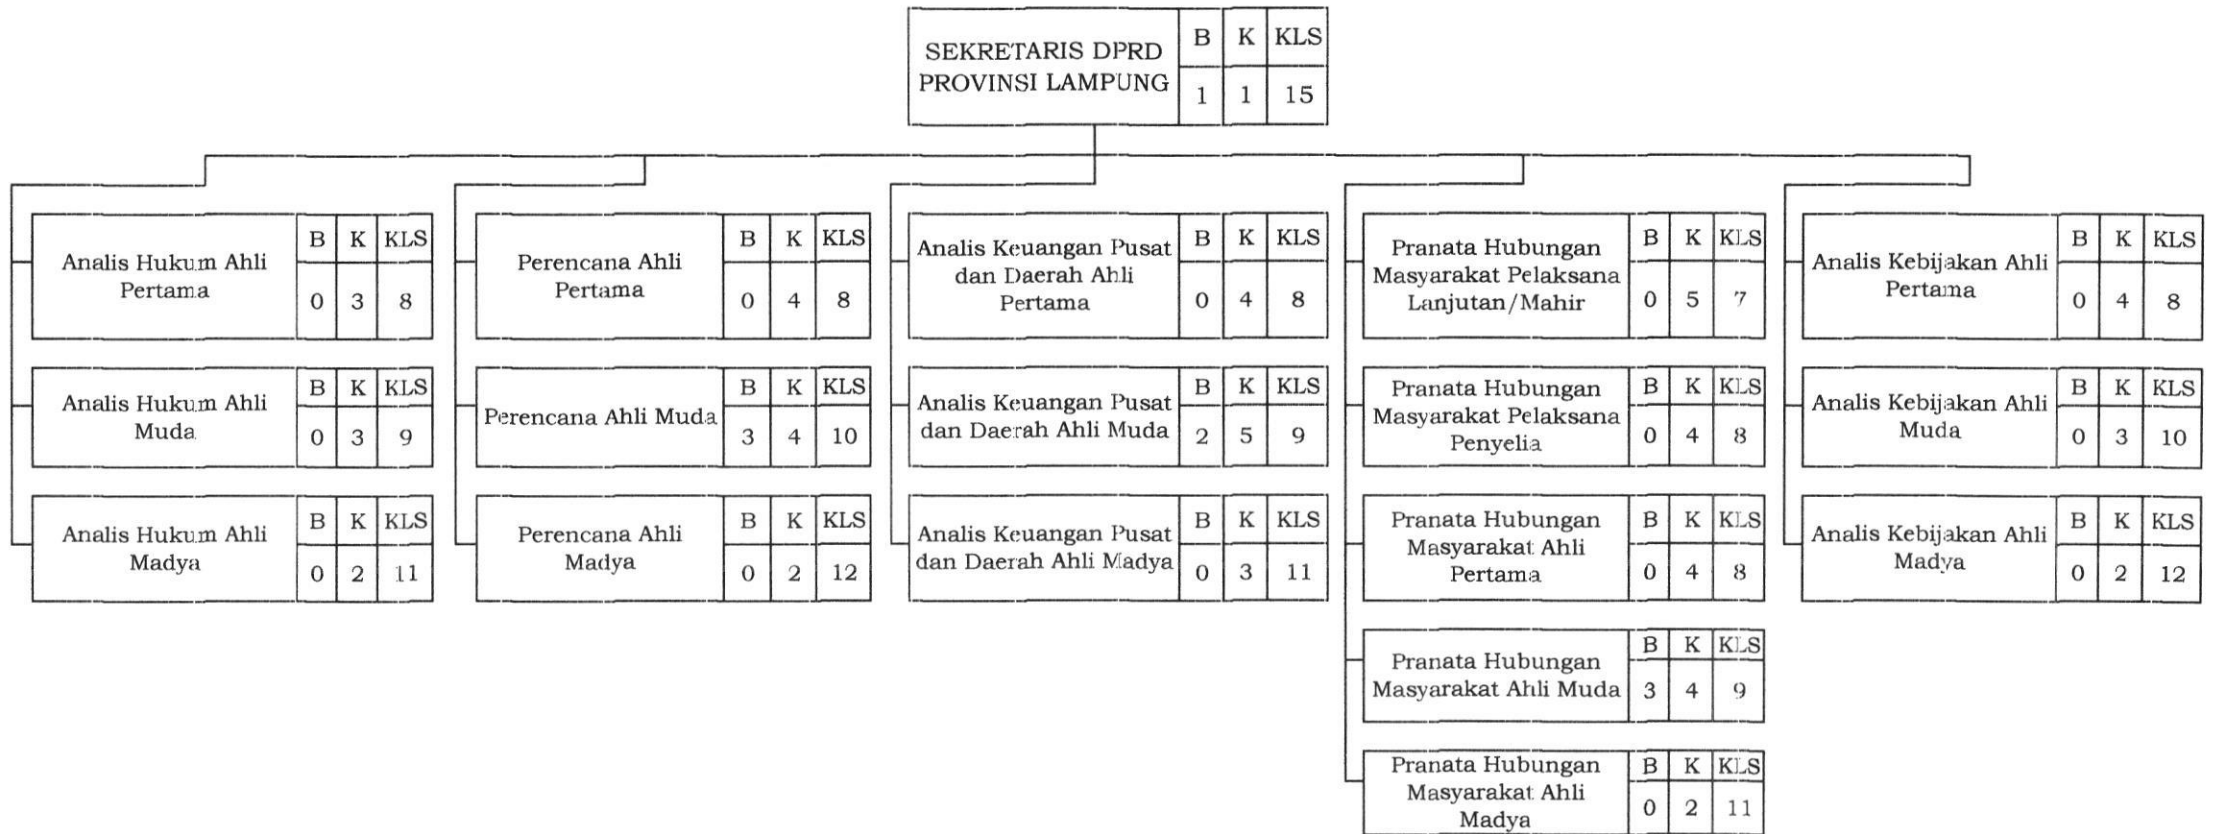 SEKRETARIS DPRD
PROVINSI LAMPUNG
B K KLS
1 1 15
Analis Hukum Ahli
Pertama
B K KLS
0 3 8
Analis Hukum Ahli
Muda
B K KLS
0 3 9
Analis Hukum Ahli
Madya
B K KLS
0 2 11
Perencana Ahli
Pertama
B K KLS
0 4 8
Perencana Ahli Muda
B K KLS
3 4 10
Perencana Ahli
Madya
B K KLS
0 2 12
Analis Keuangan Pusat
dan Daerah Ahli
Pertama
B K KLS
0 4 8
Analis Keuangan Pusat
dan Daerah Ahli Muda
B K KLS
2 5 9
Analis Keuangan Pusat
dan Daerah Ahli Madya
B K KLS
0 3 11
Pranata Hubungan
Masyarakat Pelaksana
Lanjutan/Mahir
B K KLS
0 5 7
Pranata Hubungan
Masyarakat Pelaksana
Penyelia
B K KLS
0 4 8
Pranata Hubungan
Masyarakat Ahli
Pertama
B K KLS
0 4 8
Pranata Hubungan
Masyarakat Ahli Muda
B K KLS
3 4 9
Pranata Hubungan
Masyarakat Ahli
Madya
B K KLS
0 2 11
Analis Kebijakan Ahli
Pertama
B K KLS
0 4 8
Analis Kebijakan Ahli
Muda
B K KLS
0 3 10
Analis Kebijakan Ahli
Madya
B K KLS
0 2 12